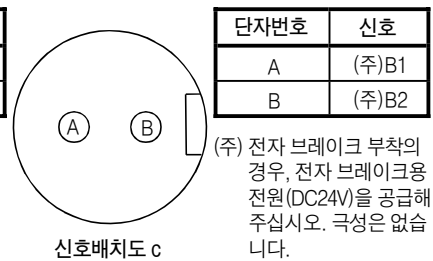 단자번호 신호
A (주)B1
B (주)B2
A B
(주) 전자 브레이크 부착의
경우, 전자 브레이크용
전원(DC24V)을 공급해
주십시오. 극성은 없습
니다.
신호배치도 c